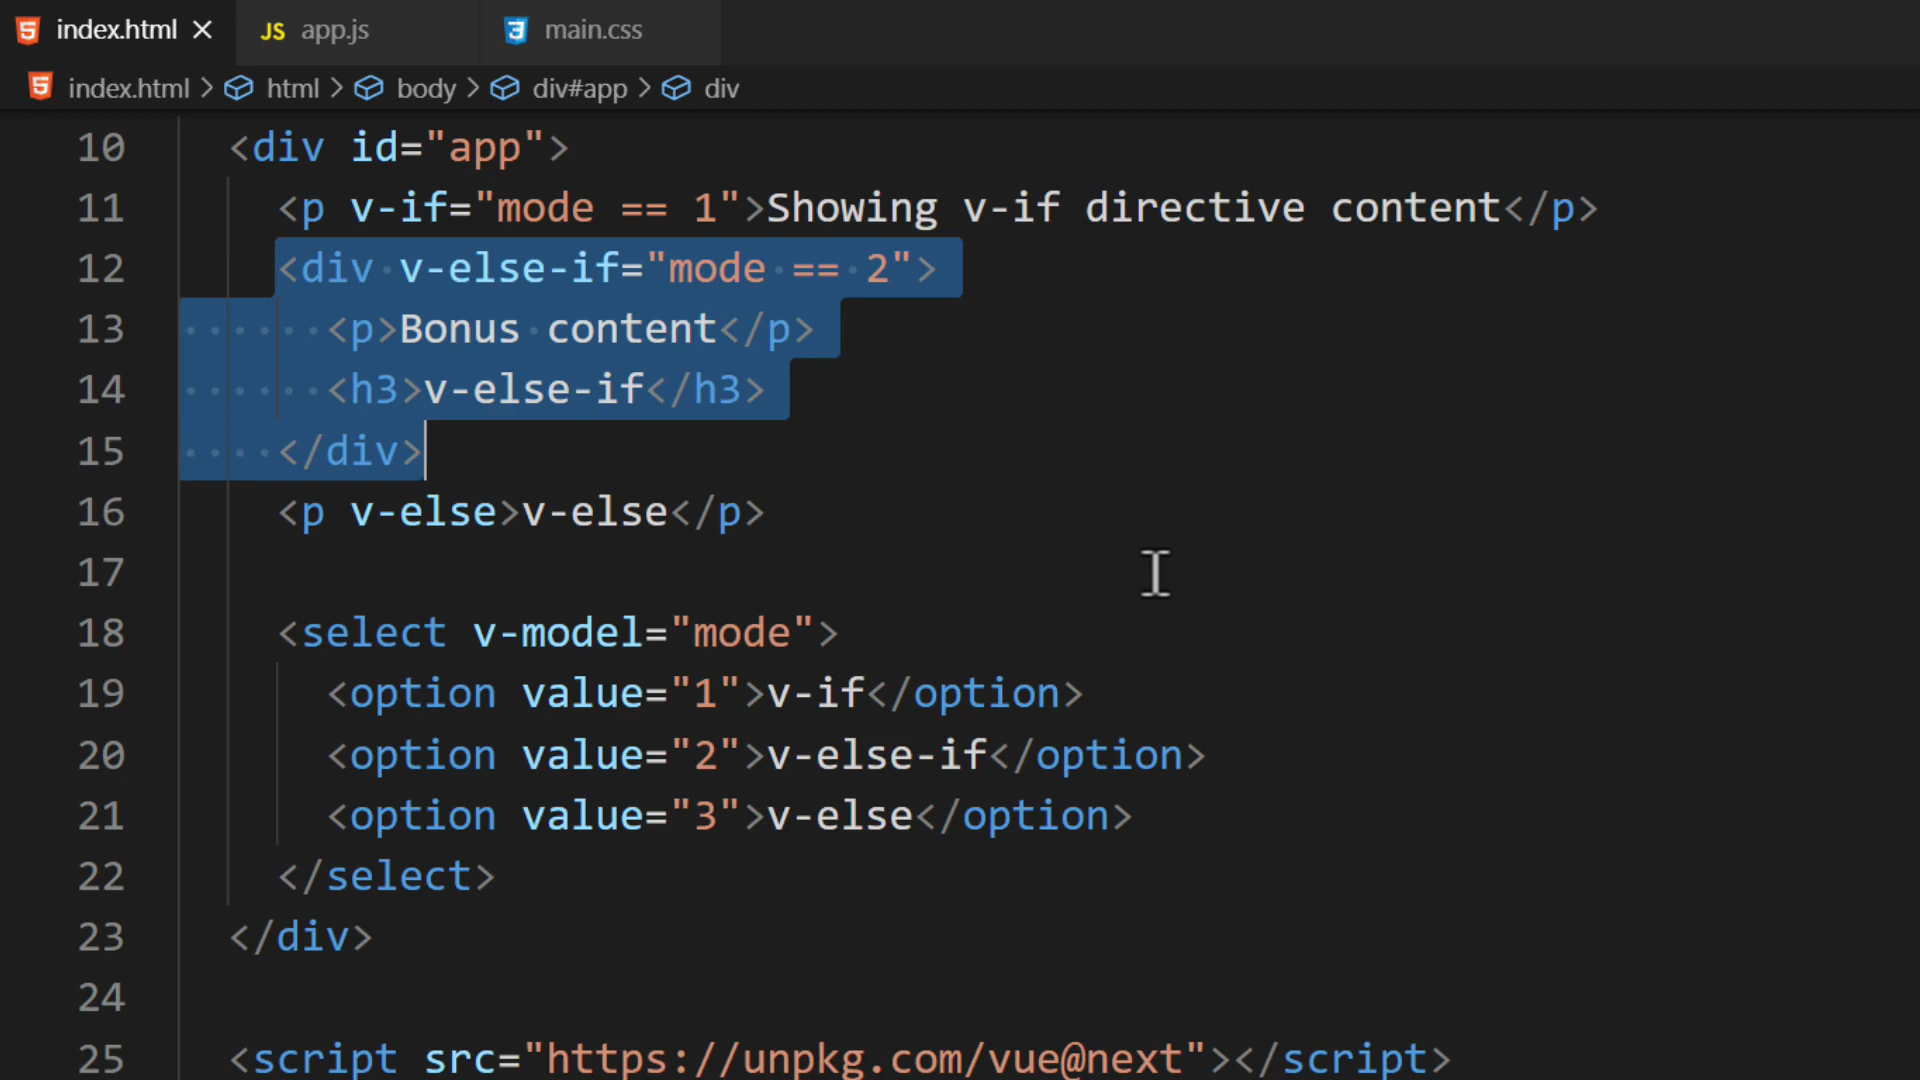 index.html
JS app.js
main.css
index.html > html > body > div#app > div
10 <div id="app">
11 <p v-if="mode == 1">Showing v-if directive content</p>
12 <div v-else-if="mode == 2">
13 <p>Bonus content</p>
14 <h3>v-else-if</h3>
15 </div>
16 <p v-else>v-else</p>
17
18 <select v-model="mode">
19 <option value="1">v-if</option>
20 <option value="2">v-else-if</option>
21 <option value="3">v-else</option>
22 </select>
23 </div>
24
25 <script src="https://unpkg.com/vue@next"></script>